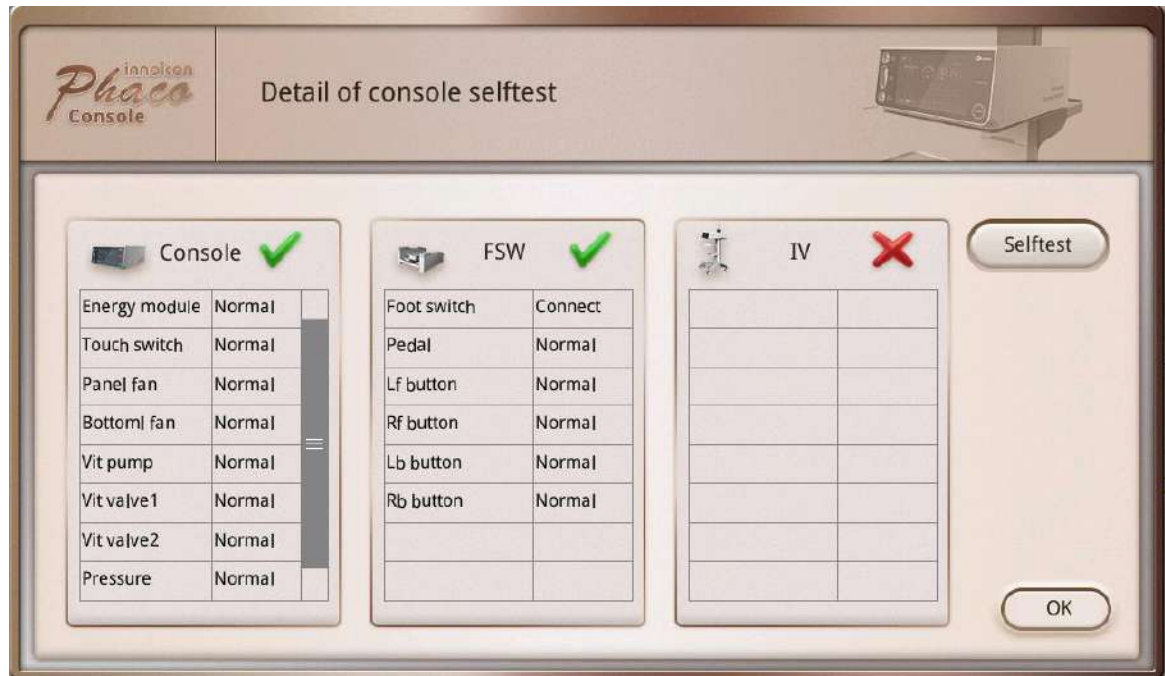 innolcon
Phaco
Console
Detail of console selftest
Console
Energy module Normal
Touch switch Normal
Panel fan Normal
Bottoml fan Normal
Vit pump Normal
Vit valve1 Normal
Vit valve2 Normal
Pressure Normal
FSW
Foot switch Connect
Pedal Normal
Lf button Normal
Rf button Normal
Lb button Normal
Rb button Normal
IV
Selftest
OK